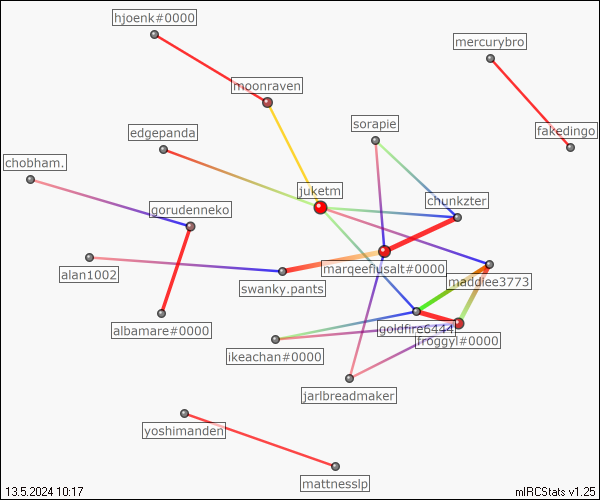 hjoenk#0000
mercurybro
moonraven
sorapie
edgepanda
fakedingo
chobham.
juketm
chunkzter
gorudenneko
marqeefiusalt#0000
alan1002
maddiee3773
swanky.pants
albamare#0000
goldfire6444
froggyl#0000
ikeachan#0000
jarlbreadmaker
yoshimanden
mattnesslp
13.5.2024 10:17
mIRCStats v1.25